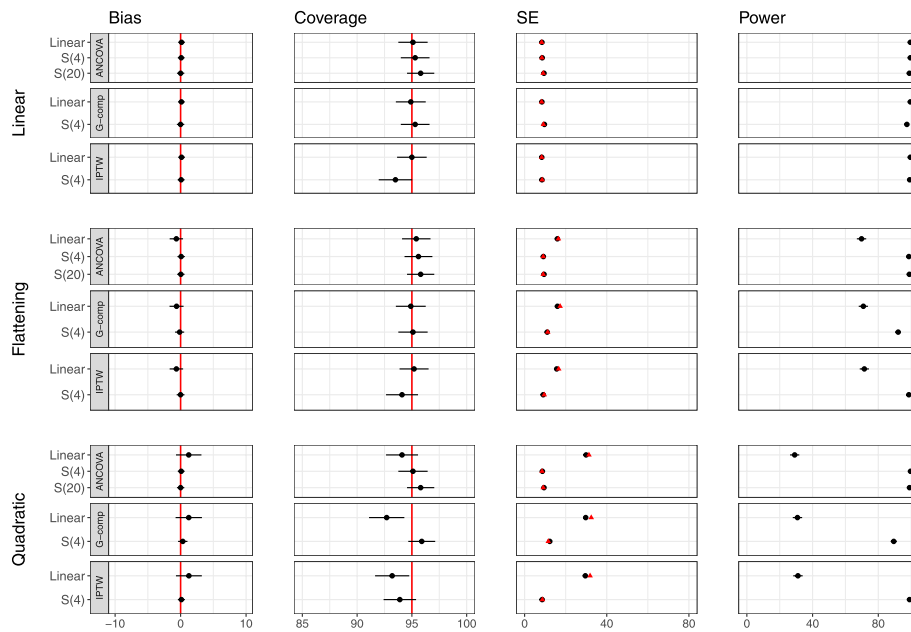 Bias Coverage SE Power
Linear
ANCOVA
Linear
S(4)
S(20)
G-comp
Linear
S(4)
IPTW
Linear
S(4)
Flattening
ANCOVA
Linear
S(4)
S(20)
G-comp
Linear
S(4)
IPTW
Linear
S(4)
Quadratic
ANCOVA
Linear
S(4)
S(20)
G-comp
Linear
S(4)
IPTW
Linear
S(4)
−10 0 10 85 90 95 100 0 40 80 0 40 80